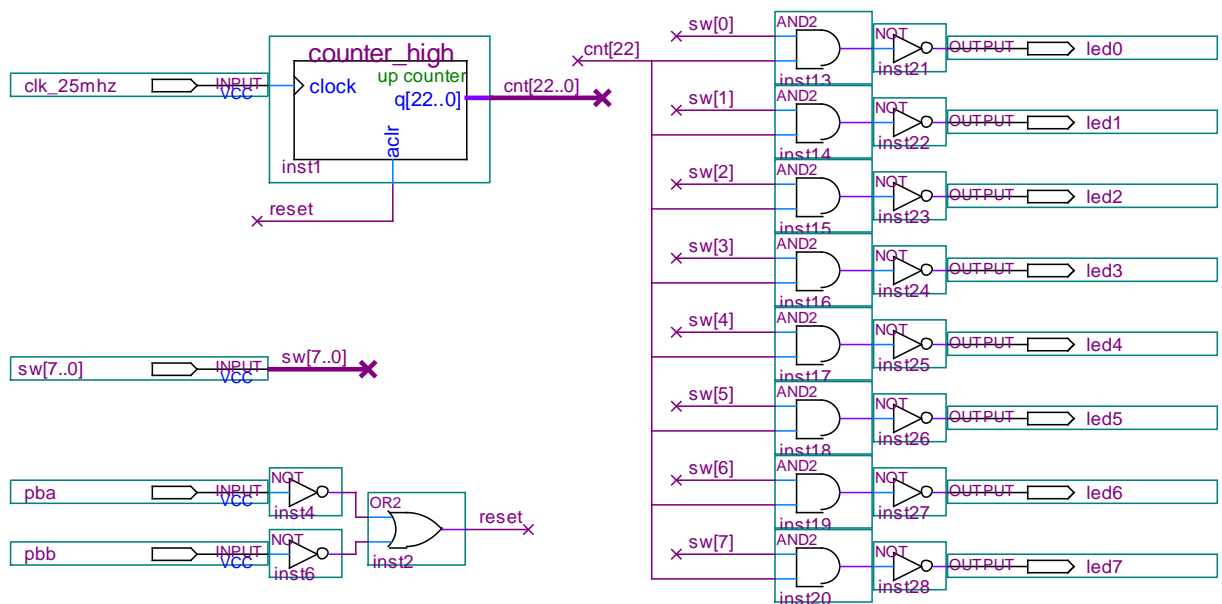 counter_high
up counter
clk_25mhz
INPUT
VCC
clock
q[22..0]
cnt[22..0]
aclr
inst1
reset
sw[7..0]
INPUT
VCC
sw[7..0]
pba
INPUT
VCC
NOT
inst4
pbb
INPUT
VCC
NOT
inst6
OR2
inst2
reset
cnt[22]
sw[0]
AND2
inst13
NOT
inst21
OUTPUT
led0
sw[1]
AND2
inst14
NOT
inst22
OUTPUT
led1
sw[2]
AND2
inst15
NOT
inst23
OUTPUT
led2
sw[3]
AND2
inst16
NOT
inst24
OUTPUT
led3
sw[4]
AND2
inst17
NOT
inst25
OUTPUT
led4
sw[5]
AND2
inst18
NOT
inst26
OUTPUT
led5
sw[6]
AND2
inst19
NOT
inst27
OUTPUT
led6
sw[7]
AND2
inst20
NOT
inst28
OUTPUT
led7